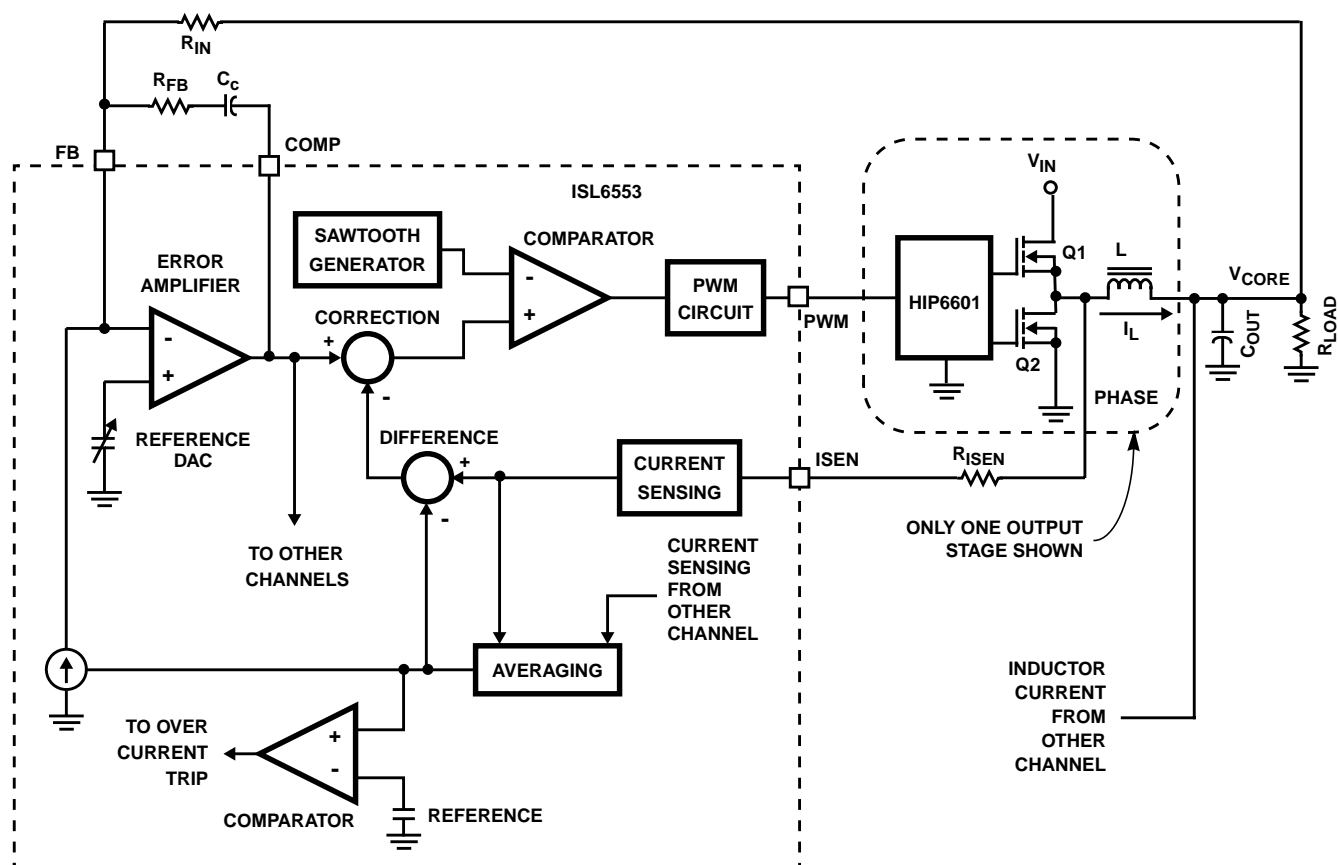 RIN
RFB
Cc
FB
COMP
ISL6553
VIN
SAWTOOTH
GENERATOR
COMPARATOR
-
+
ERROR
AMPLIFIER
-
+
CORRECTION
+
-
PWM
CIRCUIT
PWM
HIP6601
Q1
Q2
L
IL
VCORE
COUT
RLOAD
PHASE
REFERENCE
DAC
DIFFERENCE
+
-
CURRENT
SENSING
ISEN
RISEN
ONLY ONE OUTPUT
STAGE SHOWN
TO OTHER
CHANNELS
CURRENT
SENSING
FROM
OTHER
CHANNEL
AVERAGING
INDUCTOR
CURRENT
FROM
OTHER
CHANNEL
TO OVER
CURRENT
TRIP
+
-
COMPARATOR
REFERENCE